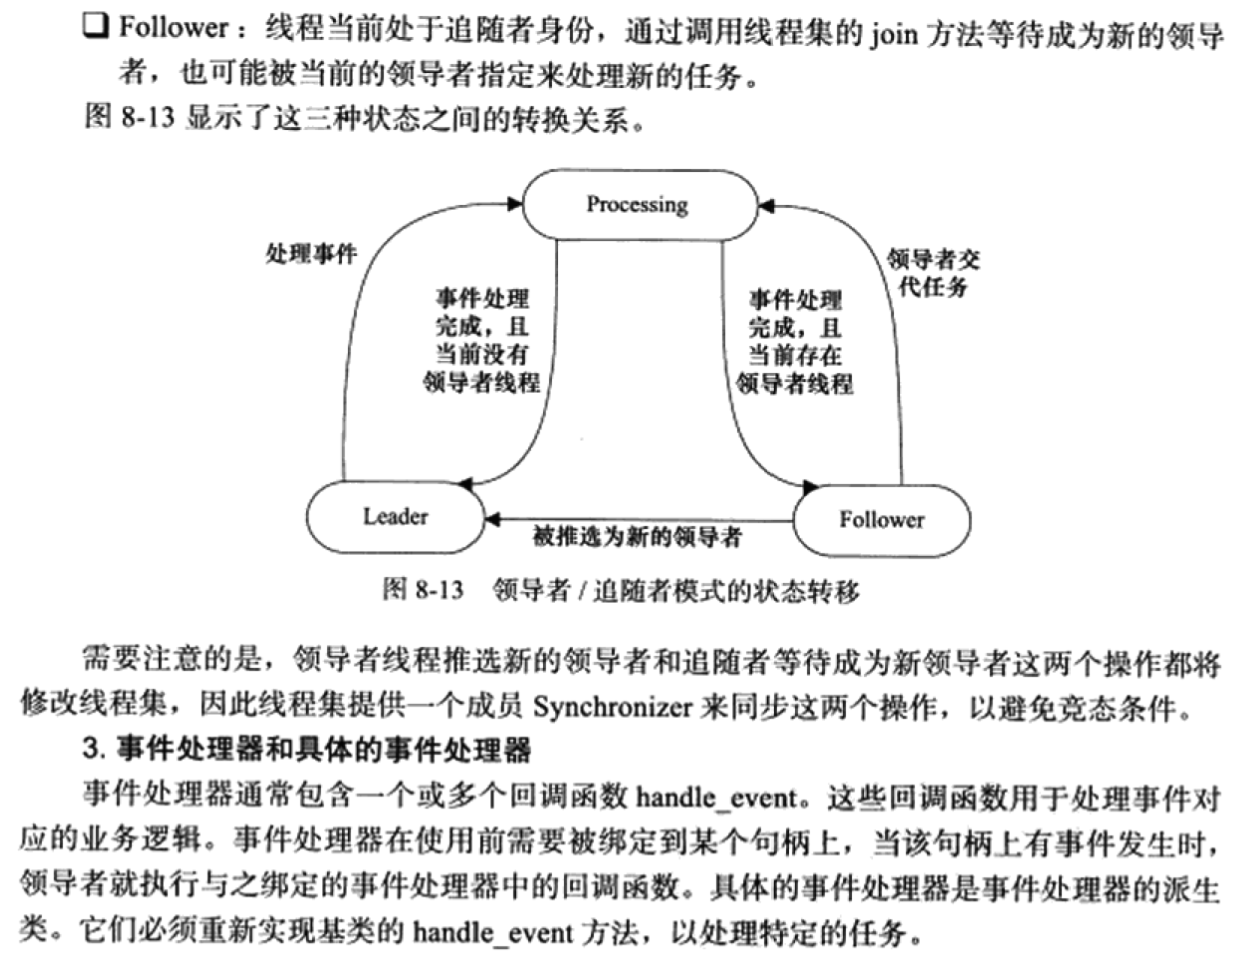 ❑ Follower：线程当前处于追随者身份，通过调用线程集的 join 方法等待成为新的领导
者，也可能被当前的领导者指定来处理新的任务。
图 8-13 显示了这三种状态之间的转换关系。
Processing
处理事件
领导者交
代任务
事件处理
完成，且
当前没有
领导者线程
事件处理
完成，且
当前存在
领导者线程
Leader
Follower
被推选为新的领导者
图 8-13 领导者 / 追随者模式的状态转移
需要注意的是，领导者线程推选新的领导者和追随者等待成为新领导者这两个操作都将
修改线程集，因此线程集提供一个成员 Synchronizer 来同步这两个操作，以避免竞态条件。
3. 事件处理器和具体的事件处理器
事件处理器通常包含一个或多个回调函数 handle_event。这些回调函数用于处理事件对
应的业务逻辑。事件处理器在使用前需要被绑定到某个句柄上，当该句柄上有事件发生时，
领导者就执行与之绑定的事件处理器中的回调函数。具体的事件处理器是事件处理器的派生
类。它们必须重新实现基类的 handle_event 方法，以处理特定的任务。